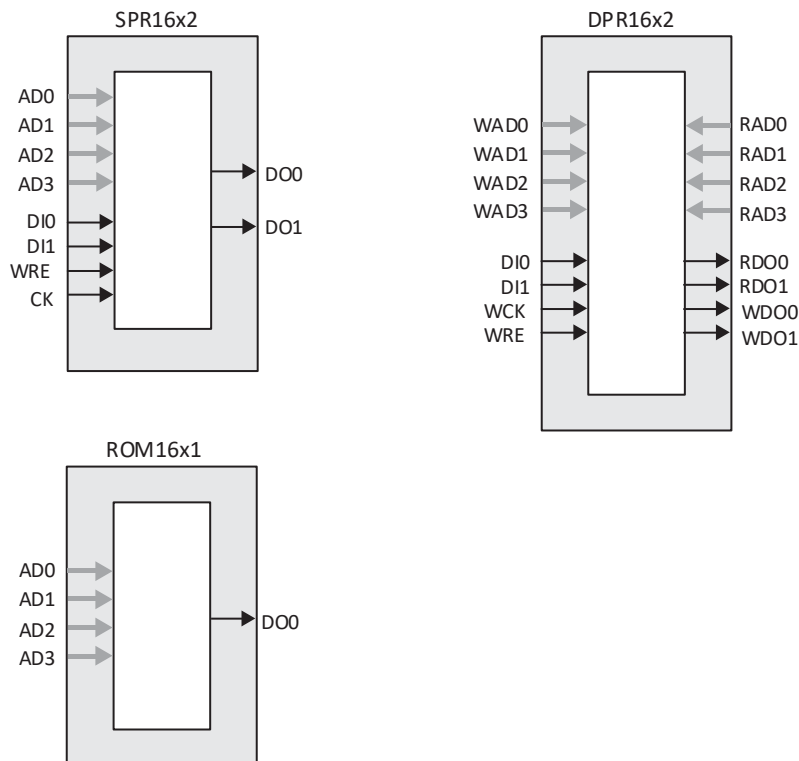 SPR16x2
AD0
AD1
AD2
AD3
DI0
DI1
WRE
CK
DO0
DO1
DPR16x2
WAD0
WAD1
WAD2
WAD3
DI0
DI1
WCK
WRE
RAD0
RAD1
RAD2
RAD3
RDO0
RDO1
WDO0
WDO1
ROM16x1
AD0
AD1
AD2
AD3
DO0